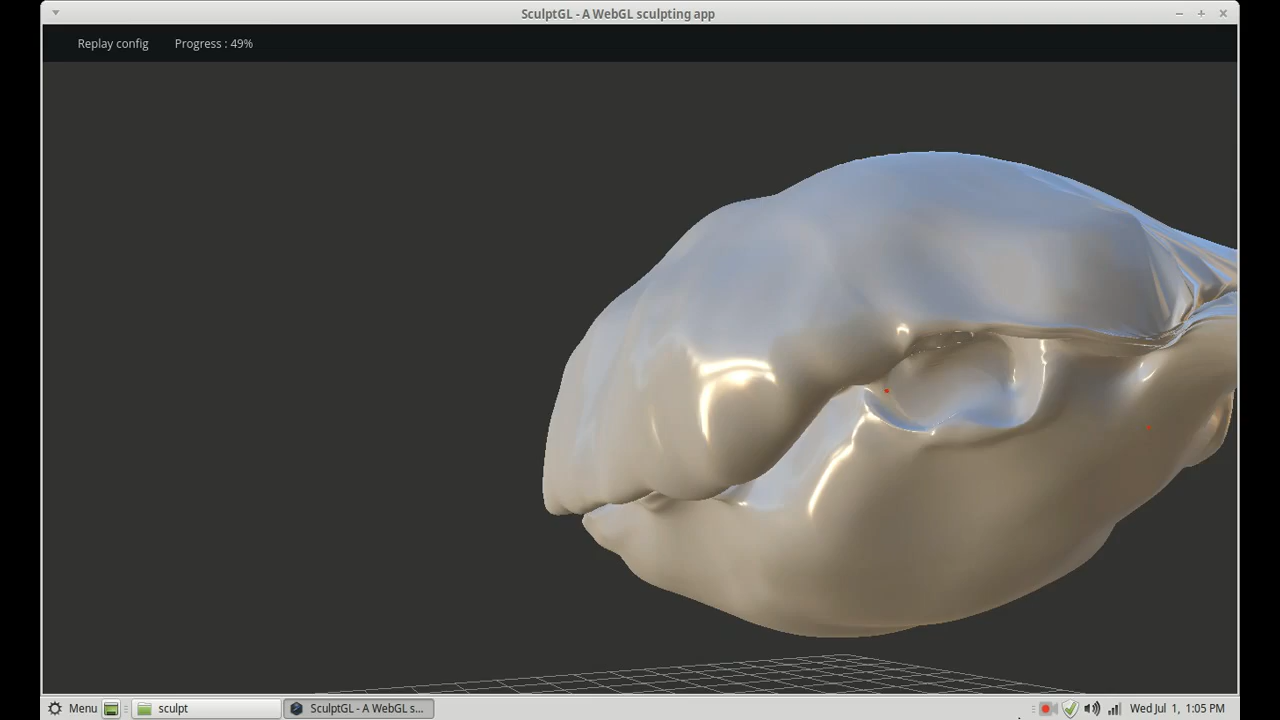 SculptGL - A WebGL sculpting app
Replay config Progress : 49%
Menu sculpt SculptGL - A WebGL s... Wed Jul 1, 1:05 PM